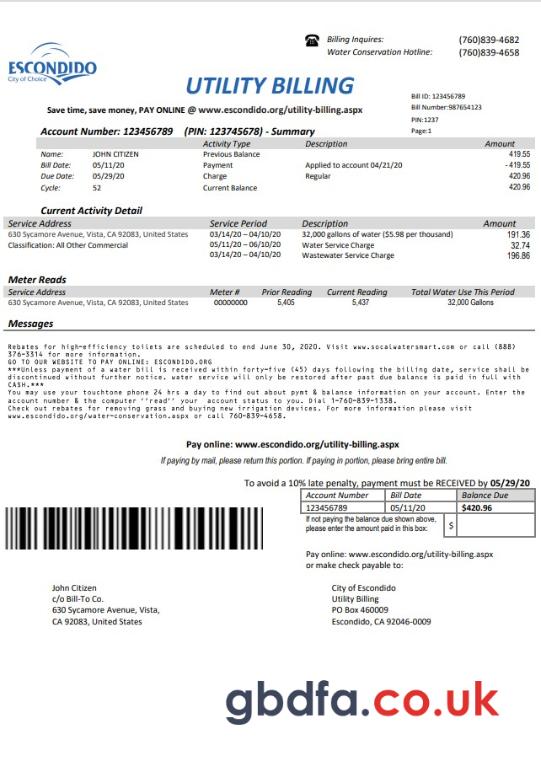 Billing Inquires: (760)839-4682
Water Conservation Hotline: (760)839-4658
ESCONDIDO
City of Choice
UTILITY BILLING
Bill ID: 123456789
Bill Number:987654123
PIN:1237
Page:1
Save time, save money, PAY ONLINE @ www.escondido.org/utility-billing.aspx
Account Number: 123456789 (PIN: 123745678) - Summary
Activity Type Description Amount
Name: JOHN CITIZEN Previous Balance 419.55
Bill Date: 05/11/20 Payment Applied to account 04/21/20 - 419.55
Due Date: 05/29/20 Charge Regular 420.96
Cycle: 52 Current Balance 420.96
Current Activity Detail
Service Address Service Period Description Amount
630 Sycamore Avenue, Vista, CA 92083, United States 03/14/20 – 04/10/20 32,000 gallons of water ($5.98 per thousand) 191.36
Classification: All Other Commercial 05/11/20 – 06/10/20 Water Service Charge 32.74
03/14/20 – 04/10/20 Wastewater Service Charge 196.86
Meter Reads
Service Address Meter # Prior Reading Current Reading Total Water Use This Period
630 Sycamore Avenue, Vista, CA 92083, United States 00000000 5,405 5,437 32,000 Gallons
Messages
Rebates for high-efficiency toilets are scheduled to end June 30, 2020. Visit www.socalwatersmart.com or call (888)
376-3314 for more information.
GO TO OUR WEBSITE TO PAY ONLINE: ESCONDIDO.ORG
***Unless payment of a water bill is received within forty-five (45) days following the billing date, service shall be
discontinued without further notice. water service will only be restored after past due balance is paid in full with
CASH.***
You may use your touchtone phone 24 hrs a day to find out about pymt & balance information on your account. Enter the
account number & the computer ''read'' your account status to you. Dial 1-760-839-1338.
Check out rebates for removing grass and buying new irrigation devices. For more information please visit
www.escondido.org/water-conservation.aspx or call 760-839-4658.
Pay online: www.escondido.org/utility-billing.aspx
If paying by mail, please return this portion. If paying in portion, please bring entire bill.
To avoid a 10% late penalty, payment must be RECEIVED by 05/29/20
Account Number Bill Date Balance Due
123456789 05/11/20 $420.96
If not paying the balance due shown above,
please enter the amount paid in this box. $
Pay online: www.escondido.org/utility-billing.aspx
or make check payable to:
John Citizen
c/o Bill-To Co.
630 Sycamore Avenue, Vista,
CA 92083, United States
City of Escondido
Utility Billing
PO Box 460009
Escondido, CA 92046-0009
gbdfa.co.uk